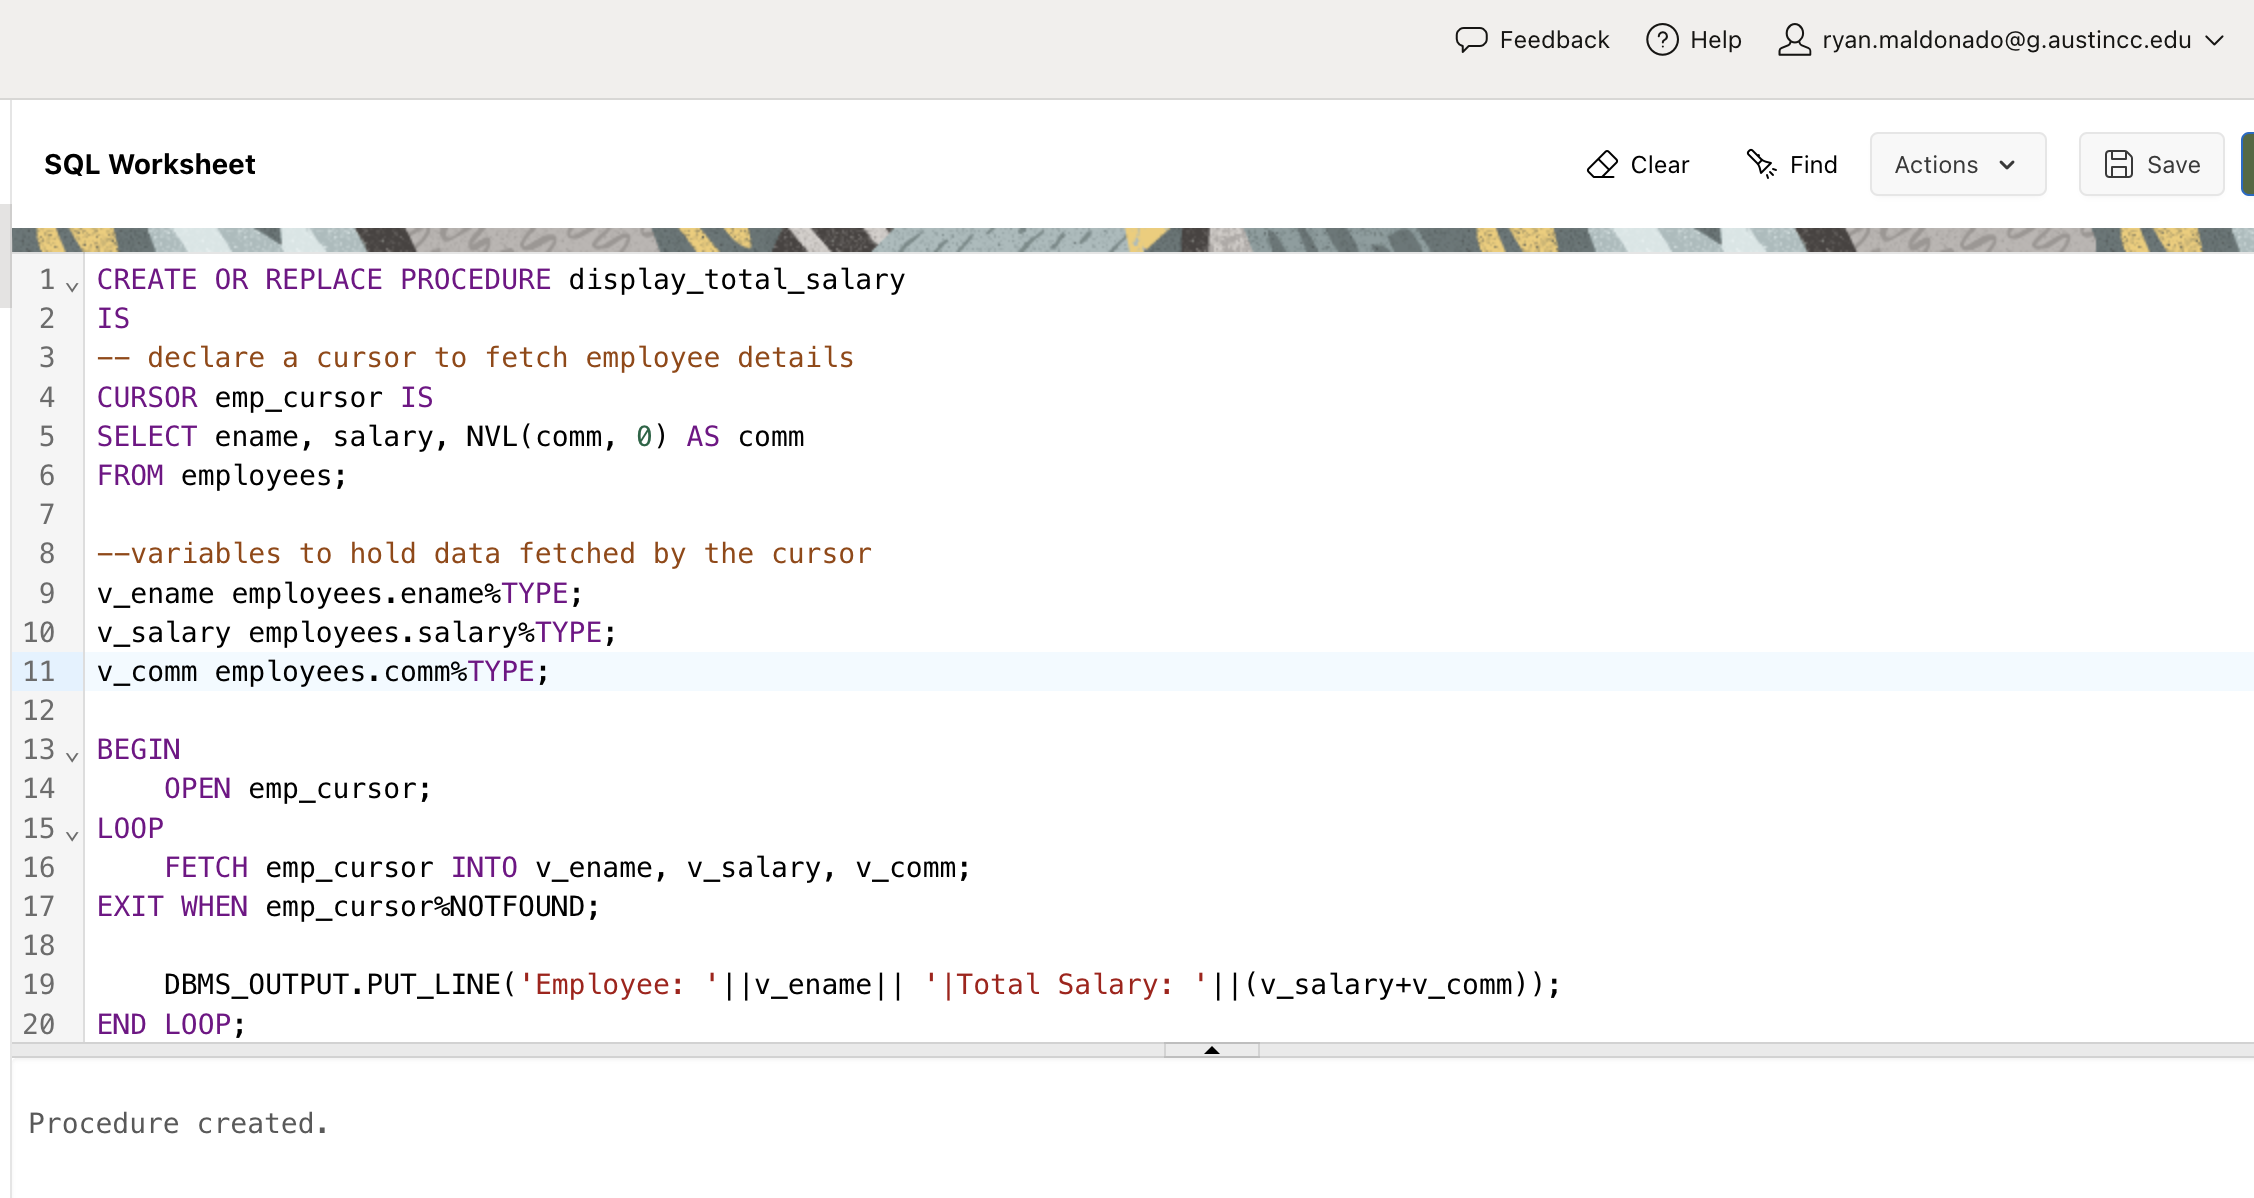 Feedback Help ryan.maldonado@g.austincc.edu
SQL Worksheet Clear Find Actions Save
1 CREATE OR REPLACE PROCEDURE display_total_salary
2 IS
3 -- declare a cursor to fetch employee details
4 CURSOR emp_cursor IS
5 SELECT ename, salary, NVL(comm, 0) AS comm
6 FROM employees;
7
8 --variables to hold data fetched by the cursor
9 v_ename employees.ename%TYPE;
10 v_salary employees.salary%TYPE;
11 v_comm employees.comm%TYPE;
12
13 BEGIN
14     OPEN emp_cursor;
15 LOOP
16     FETCH emp_cursor INTO v_ename, v_salary, v_comm;
17 EXIT WHEN emp_cursor%NOTFOUND;
18
19     DBMS_OUTPUT.PUT_LINE('Employee: '||v_ename|| '|Total Salary: '||(v_salary+v_comm));
20 END LOOP;
Procedure created.